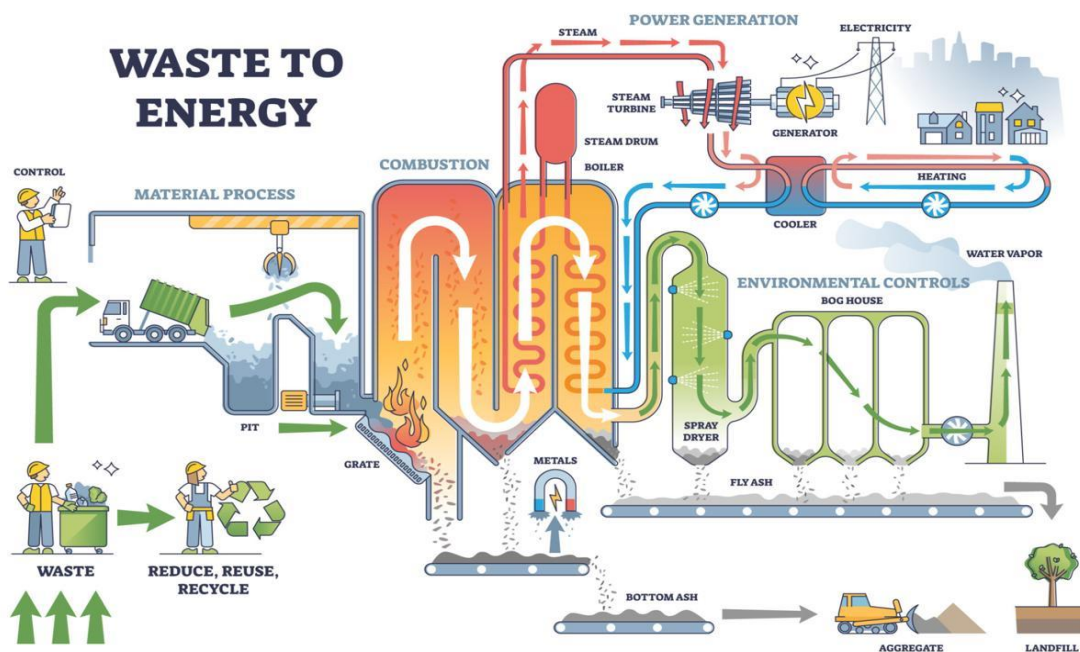 WASTE TO
ENERGY
POWER GENERATION
STEAM
ELECTRICITY
STEAM
TURBINE
GENERATOR
STEAM DRUM
BOILER
COMBUSTION
CONTROL
MATERIAL PROCESS
HEATING
COOLER
WATER VAPOR
ENVIRONMENTAL CONTROLS
BOG HOUSE
PIT
GRATE
SPRAY
DRYER
METALS
FLY ASH
WASTE
REDUCE, REUSE,
RECYCLE
BOTTOM ASH
AGGREGATE
LANDFILL